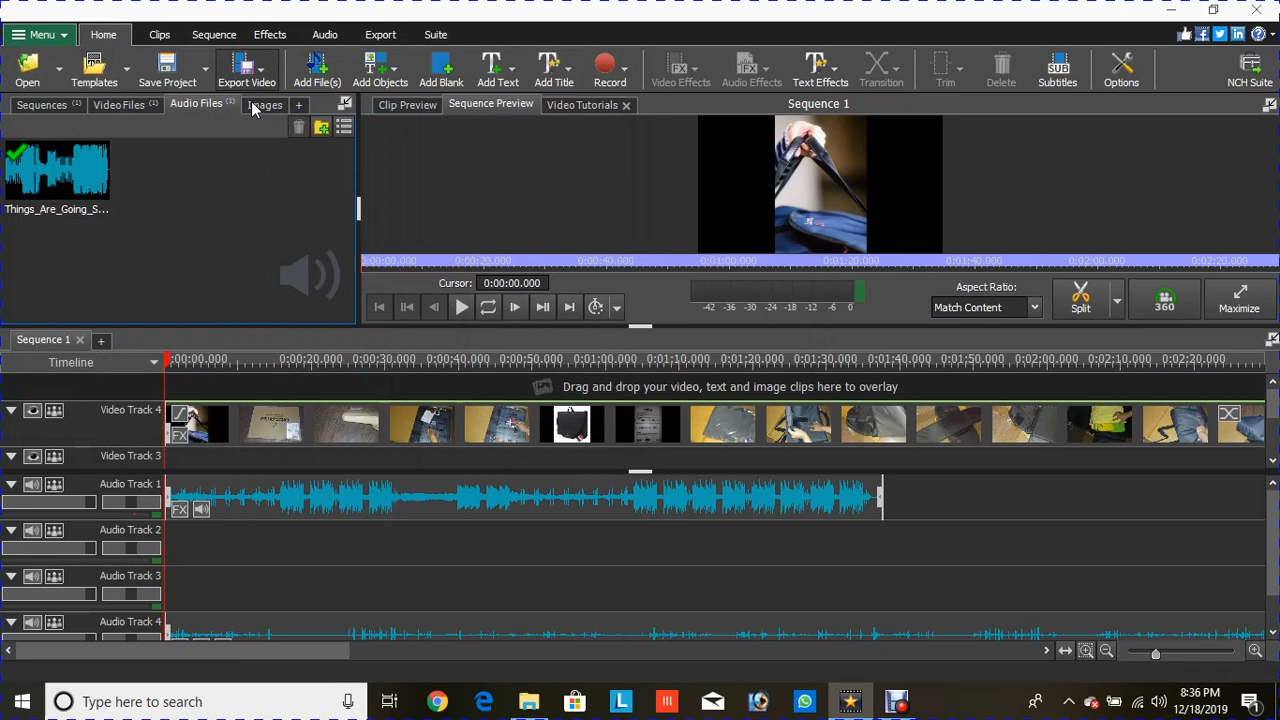 Menu Home Clips Sequence Effects Audio Export Suite
Open Templates Save Project Export Video Add File(s) Add Objects Add Blank Add Text Add Title Record Video Effects Audio Effects Text Effects Transition Trim Delete Subtitles Options NCH Suite
Sequences (1) Video Files (1) Audio Files (1) Images + Clip Preview Sequence Preview Video Tutorials Sequence 1
Things_Are_Going_S...
0:00:00.000 0:00:20.000 0:00:40.000 0:01:00.000 0:01:20.000 0:01:40.000 0:02:00.000 0:02:20.000
Cursor: 0:00:00.000
-42 -36 -30 -24 -18 -12 -6 0
Aspect Ratio:
Match Content
Split
360
Maximize
Sequence 1 +
Timeline 0:00:00.000 0:00:20.000 0:00:30.000 0:00:40.000 0:00:50.000 0:01:00.000 0:01:10.000 0:01:20.000 0:01:30.000 0:01:40.000 0:01:50.000 0:02:00.000 0:02:10.000 0:02:20.000
Drag and drop your video, text and image clips here to overlay
Video Track 4
FX
Video Track 3
Audio Track 1
FX
Audio Track 2
Audio Track 3
Audio Track 4
Type here to search
8:36 PM
12/18/2019